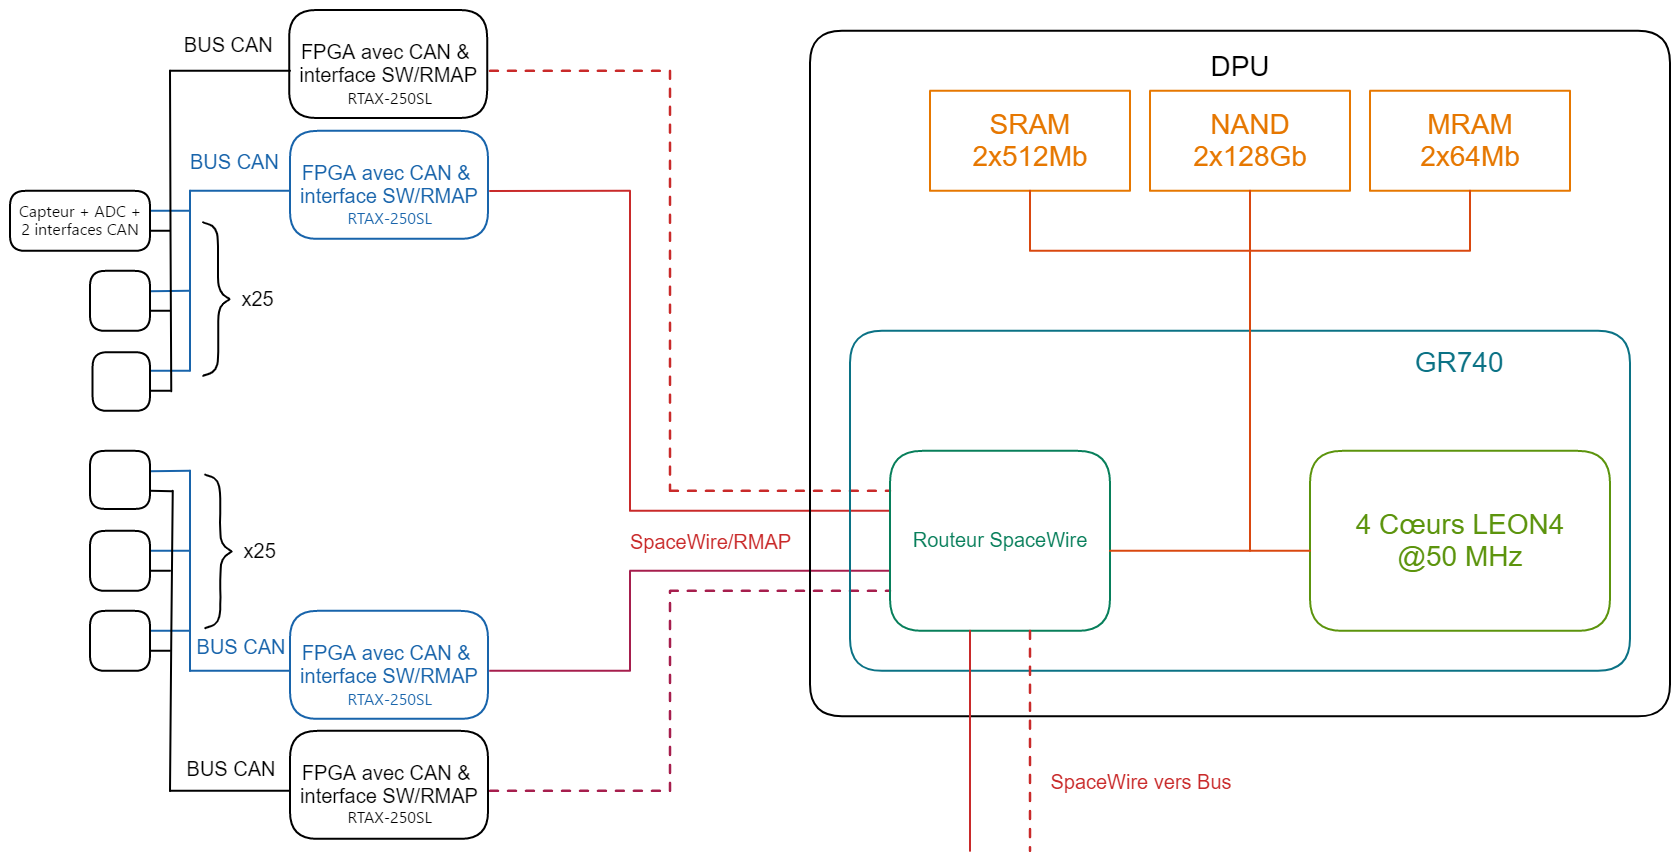 BUS CAN
FPGA avec CAN &
interface SW/RMAP
RTAX-250SL
BUS CAN
FPGA avec CAN &
interface SW/RMAP
RTAX-250SL
Capteur + ADC +
2 interfaces CAN
x25
x25
BUS CAN
FPGA avec CAN &
interface SW/RMAP
RTAX-250SL
BUS CAN
FPGA avec CAN &
interface SW/RMAP
RTAX-250SL
SpaceWire/RMAP
DPU
SRAM
2x512Mb
NAND
2x128Gb
MRAM
2x64Mb
GR740
Routeur SpaceWire
4 Cœurs LEON4
@50 MHz
SpaceWire vers Bus